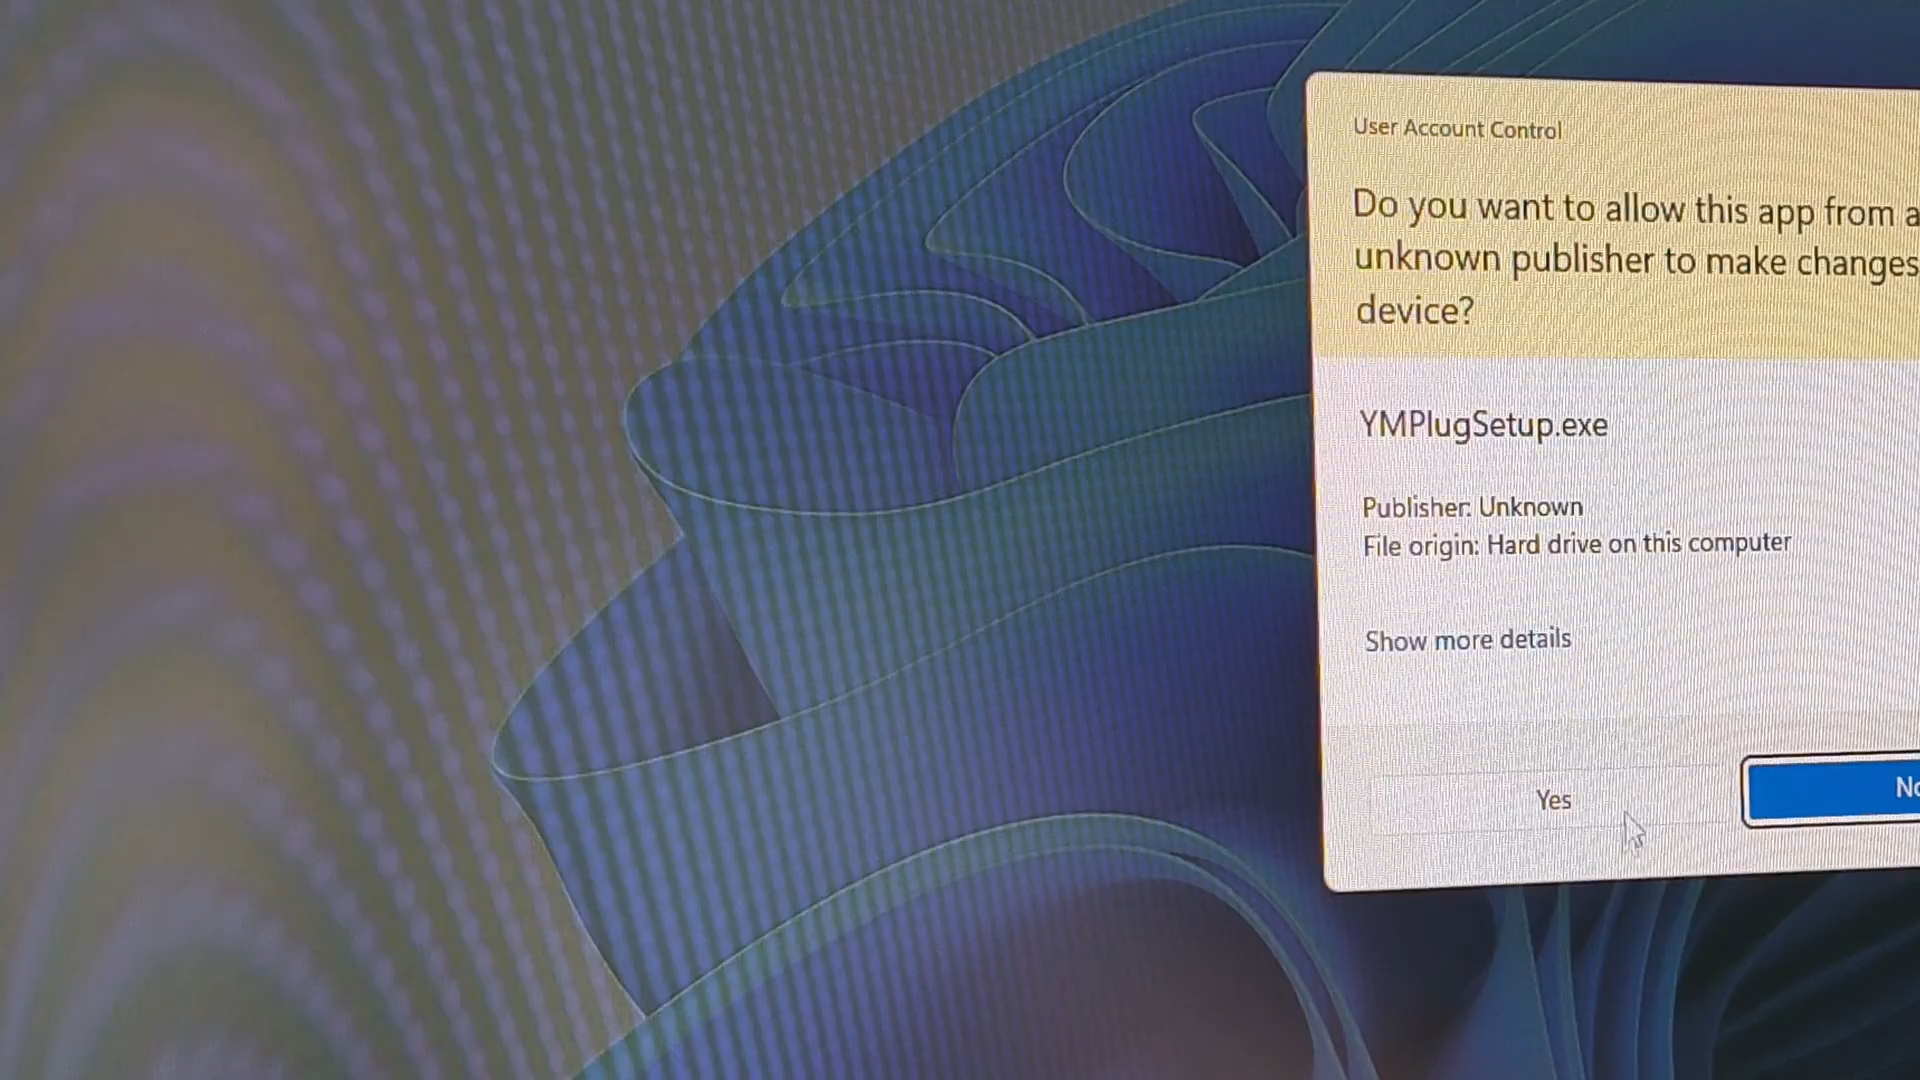 User Account Control
Do you want to allow this app from a
unknown publisher to make changes
device?
YMPlugSetup.exe
Publisher: Unknown
File origin: Hard drive on this computer
Show more details
Yes
No